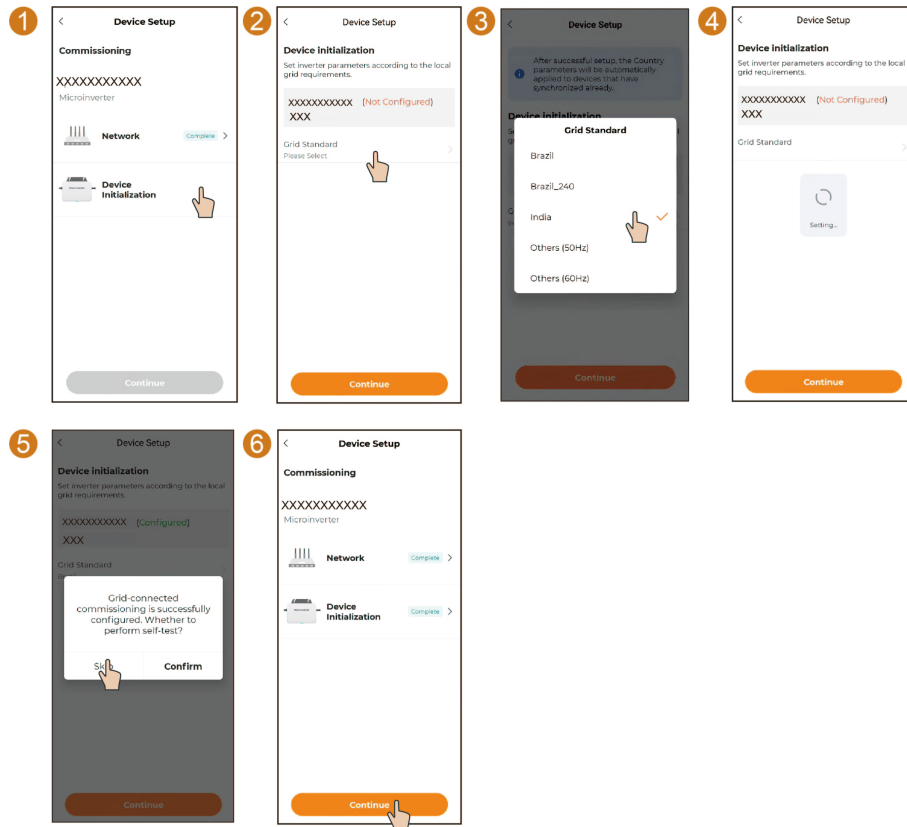 1
Device Setup
Commissioning
XXXXXXXXXXX
Microinverter
Network
Complete
Device
Initialization
Continue
2
Device Setup
Device initialization
Set inverter parameters according to the local
grid requirements.
XXXXXXXXXXX (Not Configured)
XXX
Grid Standard
Please Select
Continue
3
Device Setup
After successful setup, the Country
parameters will be automatically
applied to devices that have
synchronized already.
Device initialization
Grid Standard
Brazil
Brazil_240
India
Others (50Hz)
Others (60Hz)
Continue
4
Device Setup
Device initialization
Set inverter parameters according to the local
grid requirements.
XXXXXXXXXXX (Not Configured)
XXX
Grid Standard
Setting...
Continue
5
Device Setup
Device initialization
Set inverter parameters according to the local
grid requirements.
XXXXXXXXXXX (Configured)
XXX
Grid Standard
Grid-connected
commissioning is successfully
configured. Whether to
perform self-test?
Skip
Confirm
Continue
6
Device Setup
Commissioning
XXXXXXXXXXX
Microinverter
Network
Complete
Device
Initialization
Complete
Continue